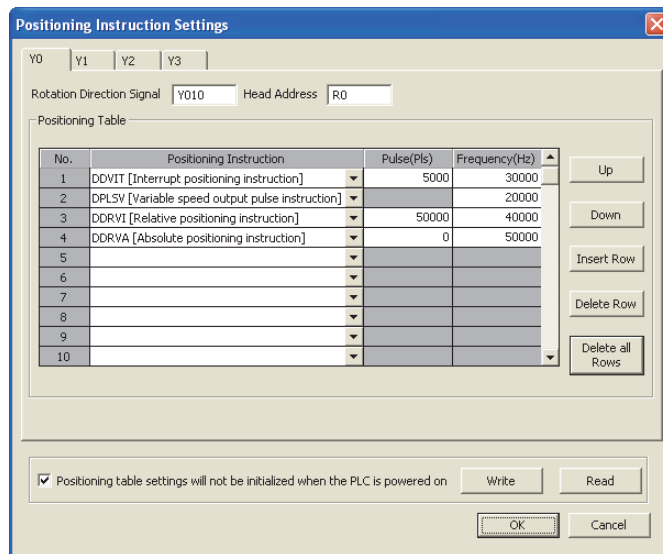 Positioning Instruction Settings
Y0 Y1 Y2 Y3
Rotation Direction Signal Y010 Head Address R0
Positioning Table
No. Positioning Instruction Pulse(Pls) Frequency(Hz)
1 DDVIT [Interrupt positioning instruction] 5000 30000
2 DPLSV [Variable speed output pulse instruction] 20000
3 DDRVI [Relative positioning instruction] 50000 40000
4 DDRVA [Absolute positioning instruction] 0 50000
5
6
7
8
9
10
Up
Down
Insert Row
Delete Row
Delete all
Rows
Positioning table settings will not be initialized when the PLC is powered on Write Read
OK Cancel